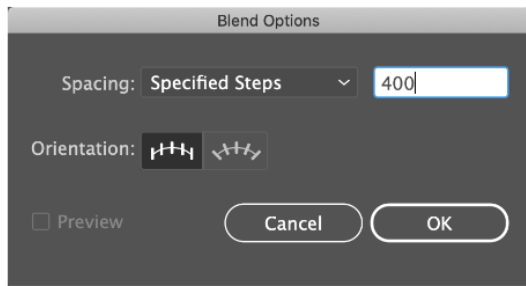 Blend Options
Spacing: Specified Steps 400
Orientation:
Preview Cancel OK